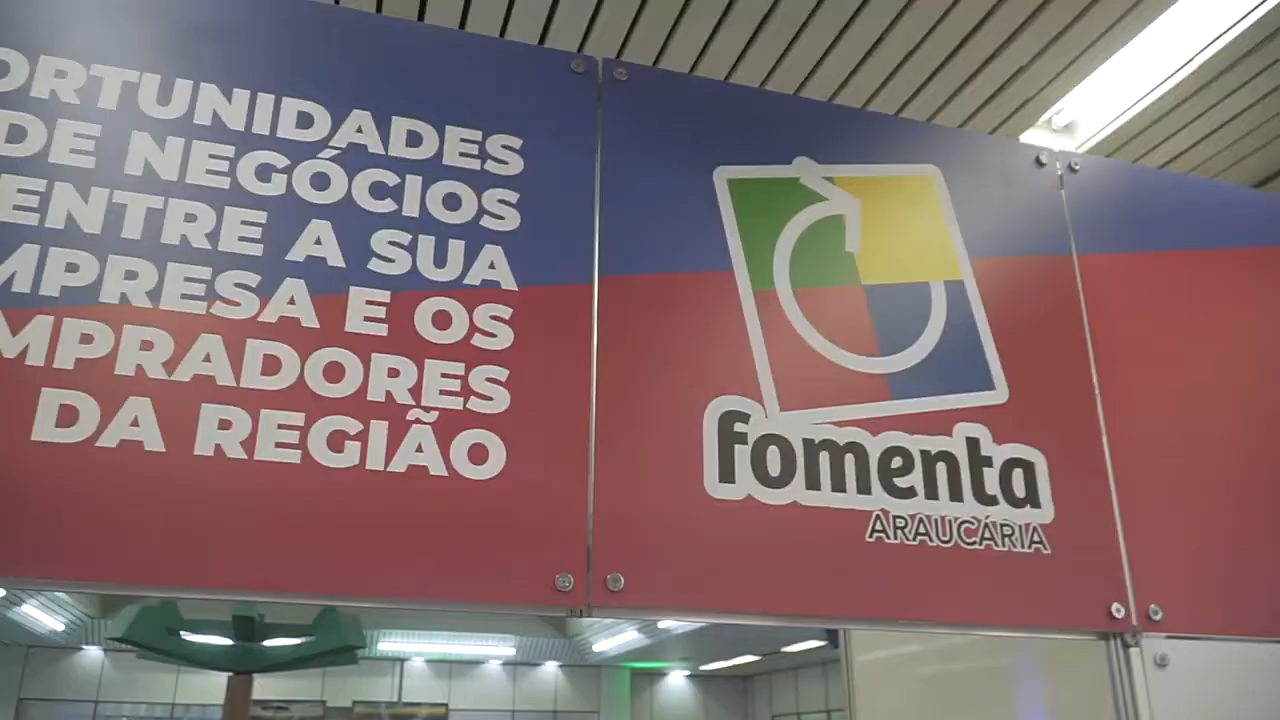 ORTUNIDADES
DE NEGÓCIOS
ENTRE A SUA
MPRESA E OS
MPRADORES
DA REGIÃO
fomenta
ARAUCÁRIA